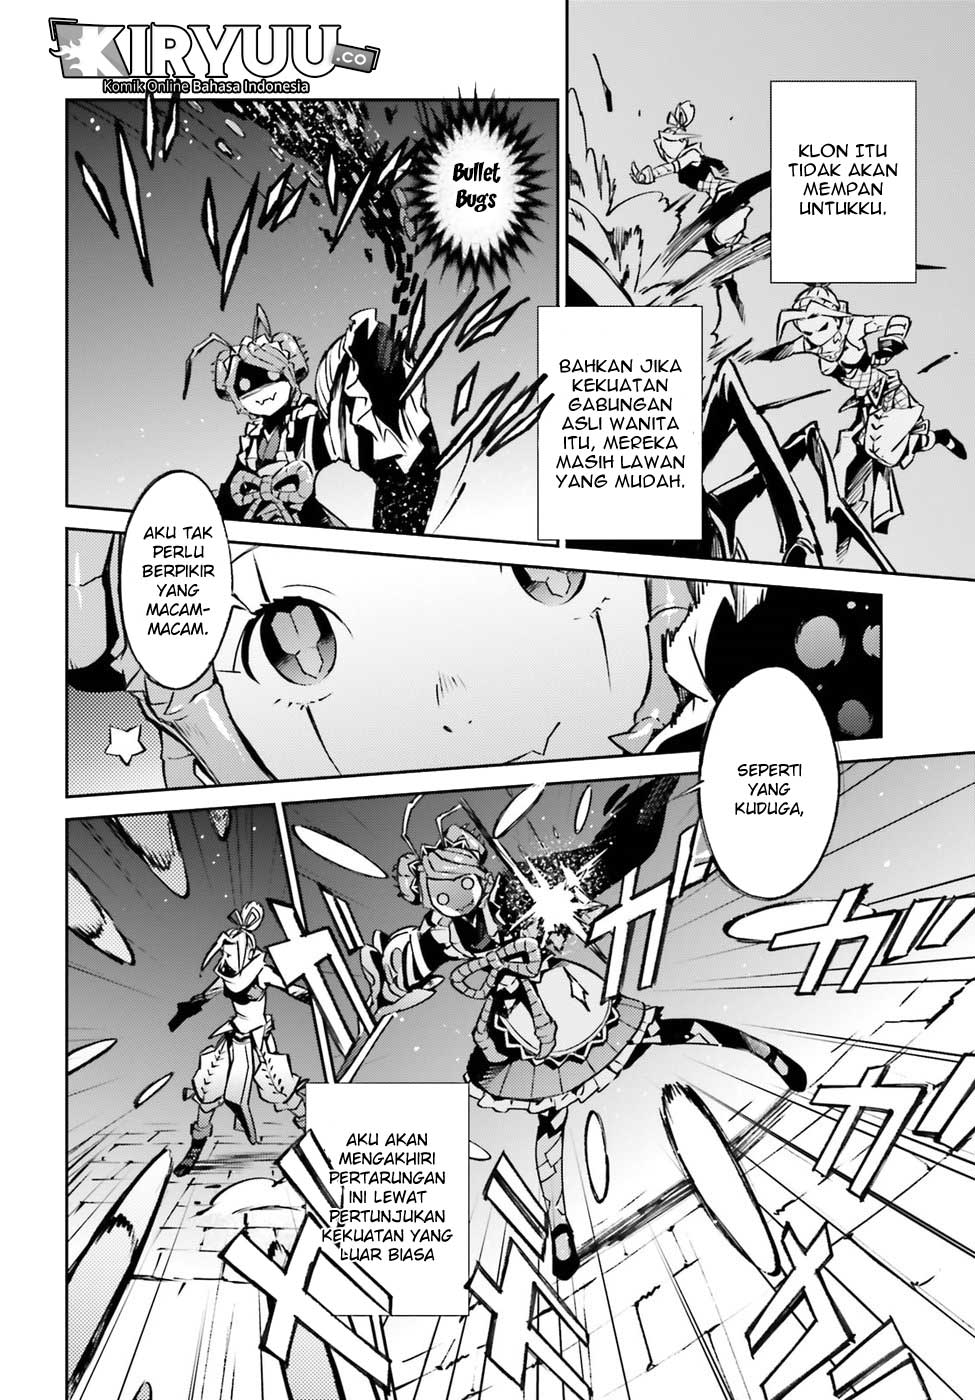 KIRYUU.CO
Komik Online Bahasa Indonesia
KLON ITU
TIDAK AKAN
MEMPAN
UNTUKKU.
BAHKAN JIKA
KEKUATAN
GABUNGAN
ASLI WANITA
ITU, MEREKA
MASIH LAWAN
YANG MUDAH.
Bullet
Bugs
SEPERTI
YANG
KUDUGA,
AKU TAK
PERLU
BERPIKIR
YANG
MACAM-
MACAM.
AKU AKAN
MENGAKHIRI
PERTARUNGAN
INI LEWAT
PERTUNJUKAN
KEKUATAN YANG
LUAR BIASA